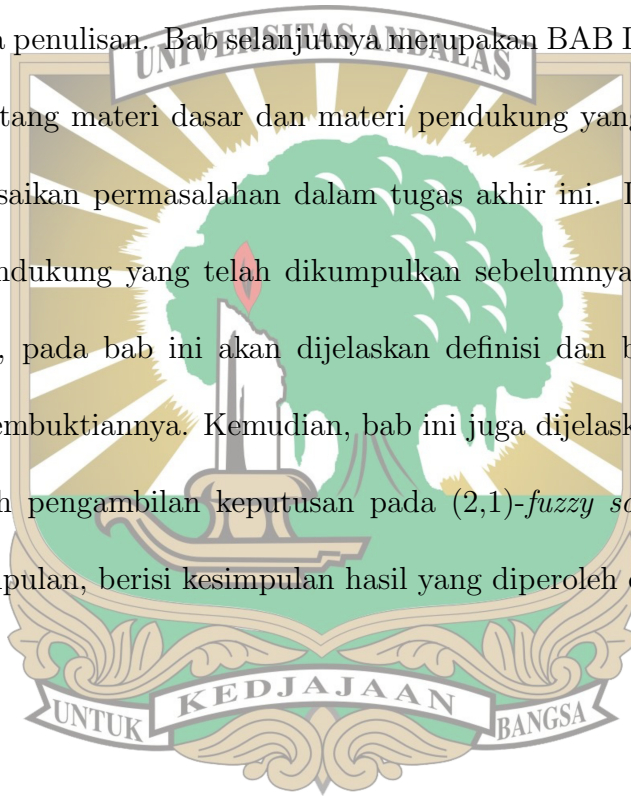 UNIVERSITAS ANDALAS
penulisan. Bab selanjutnya merupakan BAB
tang materi dasar dan materi pendukung yang
saikan permasalahan dalam tugas akhir ini.
ndukung yang telah dikumpulkan sebelumnya
, pada bab ini akan dijelaskan definisi dan b
embuktiannya. Kemudian, bab ini juga dijelask
h pengambilan keputusan pada (2,1)-fuzzy so
pulan, berisi kesimpulan hasil yang diperoleh
UNTUK KEDJAJAAN BANGSA